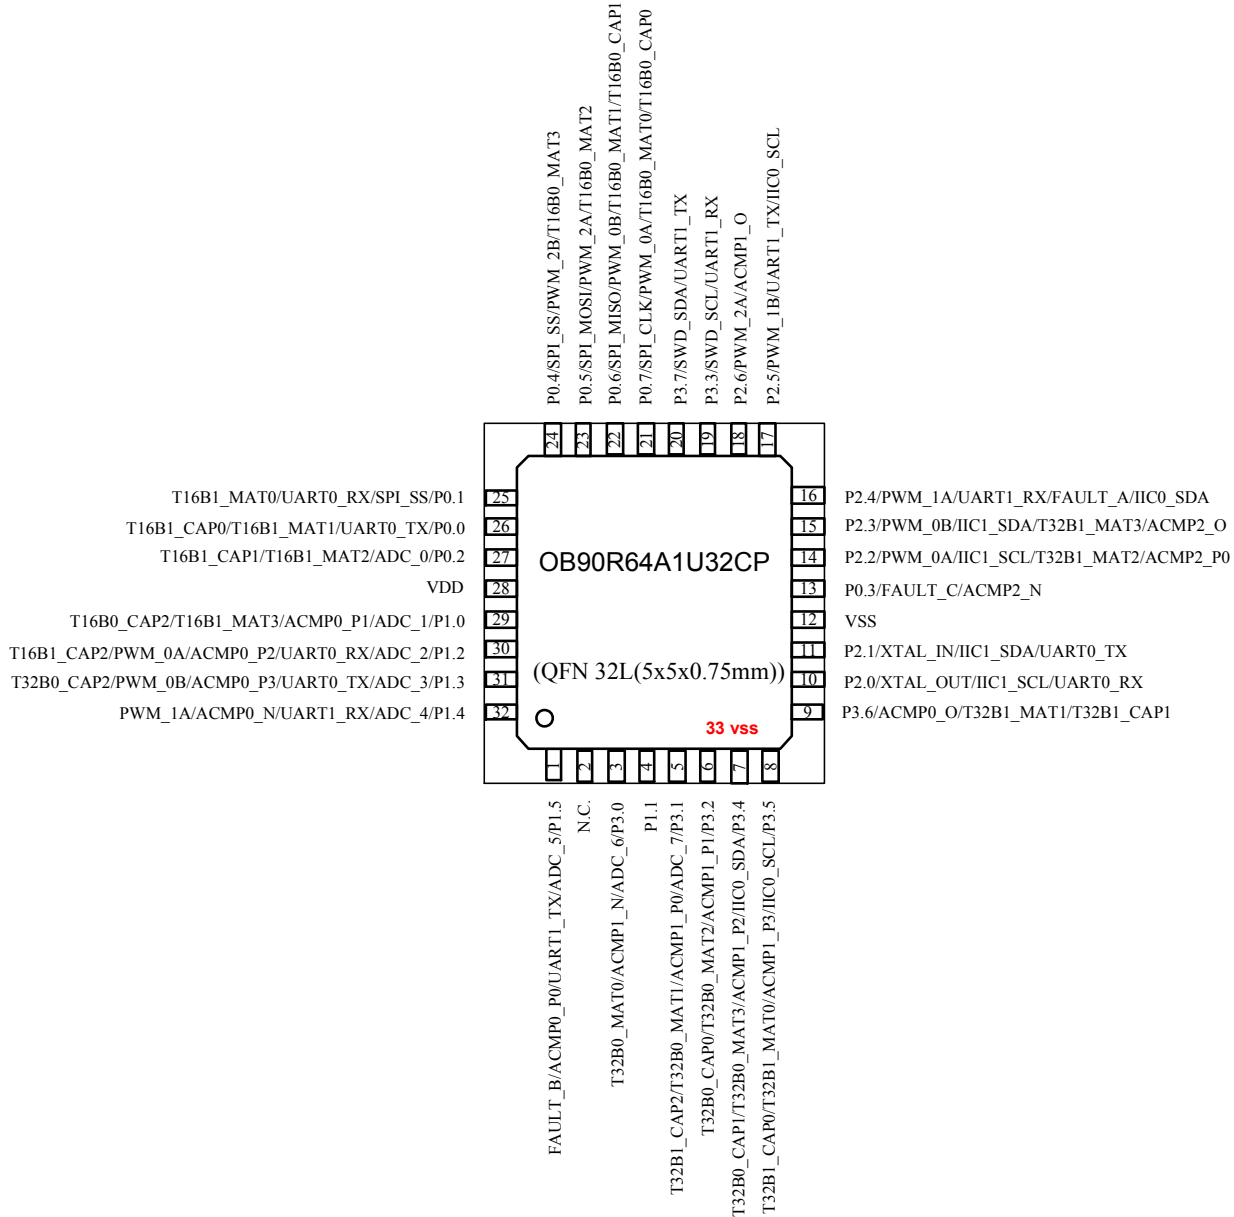 P0.4/SPI_SS/PWM_2B/T16B0_MAT3
P0.5/SPI_MOSI/PWM_2A/T16B0_MAT2
P0.6/SPI_MISO/PWM_0B/T16B0_MAT1/T16B0_CAP1
P0.7/SPI_CLK/PWM_0A/T16B0_MAT0/T16B0_CAP0
P3.7/SWD_SDA/UART1_TX
P3.3/SWD_SCL/UART1_RX
P2.6/PWM_2A/ACMP1_O
P2.5/PWM_1B/UART1_TX/IIC0_SCL
24 23 22 21 20 19 18 17
T16B1_MAT0/UART0_RX/SPI_SS/P0.1 25
T16B1_CAP0/T16B1_MAT1/UART0_TX/P0.0 26
T16B1_CAP1/T16B1_MAT2/ADC_0/P0.2 27
VDD 28
T16B0_CAP2/T16B1_MAT3/ACMP0_P1/ADC_1/P1.0 29
T16B1_CAP2/PWM_0A/ACMP0_P2/UART0_RX/ADC_2/P1.2 30
T32B0_CAP2/PWM_0B/ACMP0_P3/UART0_TX/ADC_3/P1.3 31
PWM_1A/ACMP0_N/UART1_RX/ADC_4/P1.4 32
OB90R64A1U32CP
(QFN 32L(5x5x0.75mm))
33 vss
16 P2.4/PWM_1A/UART1_RX/FAULT_A/IIC0_SDA
15 P2.3/PWM_0B/IIC1_SDA/T32B1_MAT3/ACMP2_O
14 P2.2/PWM_0A/IIC1_SCL/T32B1_MAT2/ACMP2_P0
13 P0.3/FAULT_C/ACMP2_N
12 VSS
11 P2.1/XTAL_IN/IIC1_SDA/UART0_TX
10 P2.0/XTAL_OUT/IIC1_SCL/UART0_RX
9 P3.6/ACMP0_O/T32B1_MAT1/T32B1_CAP1
1 2 3 4 5 6 7 8
FAULT_B/ACMP0_P0/UART1_TX/ADC_5/P1.5
N.C.
T32B0_MAT0/ACMP1_N/ADC_6/P3.0
P1.1
T32B1_CAP2/T32B0_MAT1/ACMP1_P0/ADC_7/P3.1
T32B0_CAP0/T32B0_MAT2/ACMP1_P1/P3.2
T32B0_CAP1/T32B0_MAT3/ACMP1_P2/IIC0_SDA/P3.4
T32B1_CAP0/T32B1_MAT0/ACMP1_P3/IIC0_SCL/P3.5